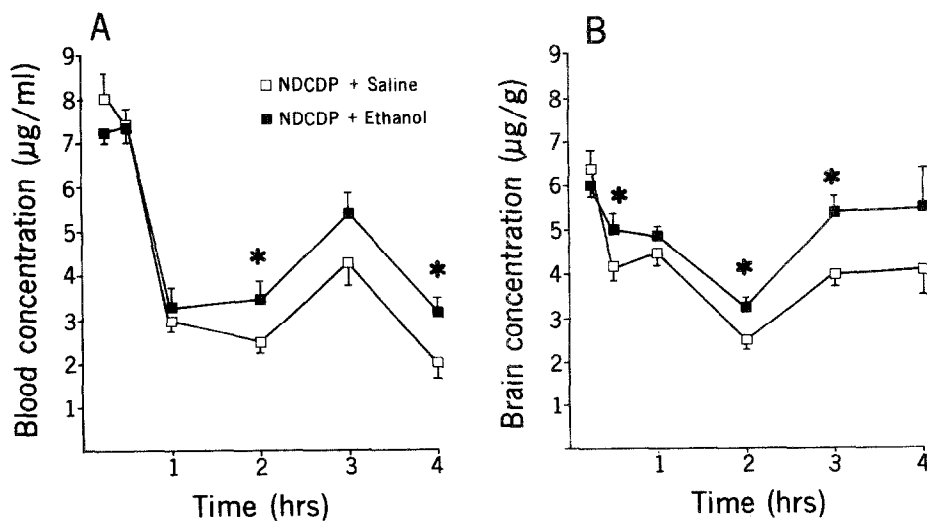 A
9
8
7
6
5
4
3
2
1
Blood concentration (µg/ml)
NDCDP + Saline
NDCDP + Ethanol
*
*
1 2 3 4
Time (hrs)
B
9
8
7
6
5
4
3
2
1
Brain concentration (µg/g)
*
*
*
1 2 3 4
Time (hrs)